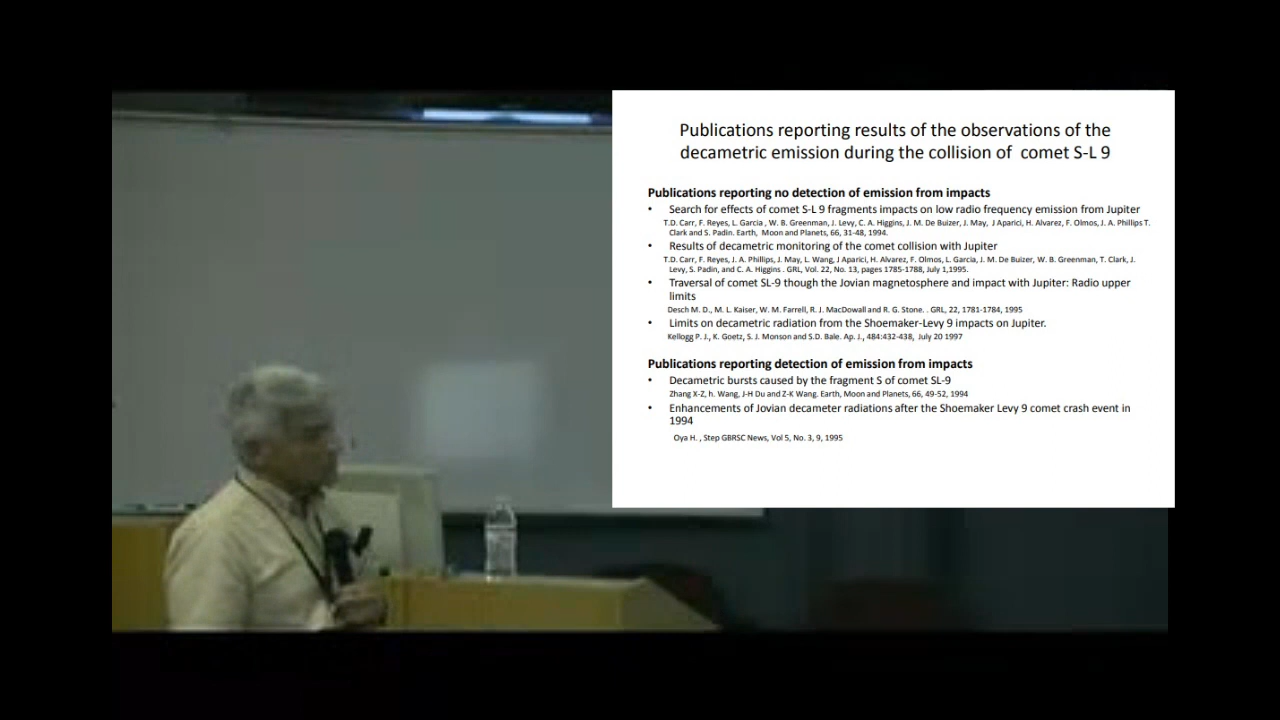 Publications reporting results of the observations of the
decametric emission during the collision of comet S-L 9
Publications reporting no detection of emission from impacts
• Search for effects of comet S-L 9 fragments impacts on low radio frequency emission from Jupiter
T.D. Carr, F. Reyes, L. Garcia , W. B. Greenman, J. Levy, C. A. Higgins, J. M. De Buizer, J. May, J Aparici, H. Alvarez, F. Olmos, J. A. Phillips T.
Clark and S. Padin. Earth, Moon and Planets, 66, 31-48, 1994.
• Results of decametric monitoring of the comet collision with Jupiter
T.D. Carr, F. Reyes, J. A. Phillips, J. May, L. Wang, J Aparici, H. Alvarez, F. Olmos, L. Garcia, J. M. De Buizer, W. B. Greenman, T. Clark, J.
Levy, S. Padin, and C. A. Higgins . GRL, Vol. 22, No. 13, pages 1785-1788, July 1,1995.
• Traversal of comet SL-9 though the Jovian magnetosphere and impact with Jupiter: Radio upper
limits
Desch M. D., M. L. Kaiser, W. M. Farrell, R. J. MacDowall and R. G. Stone. . GRL, 22, 1781-1784, 1995
• Limits on decametric radiation from the Shoemaker-Levy 9 impacts on Jupiter.
Kellogg P. J., K. Goetz, S. J. Monson and S.D. Bale. Ap. J., 484:432-438, July 20 1997
Publications reporting detection of emission from impacts
• Decametric bursts caused by the fragment S of comet SL-9
Zhang X-Z, h. Wang, J-H Du and Z-K Wang. Earth, Moon and Planets, 66, 49-52, 1994
• Enhancements of Jovian decameter radiations after the Shoemaker Levy 9 comet crash event in
1994
Oya H. , Step GBRSC News, Vol 5, No. 3, 9, 1995